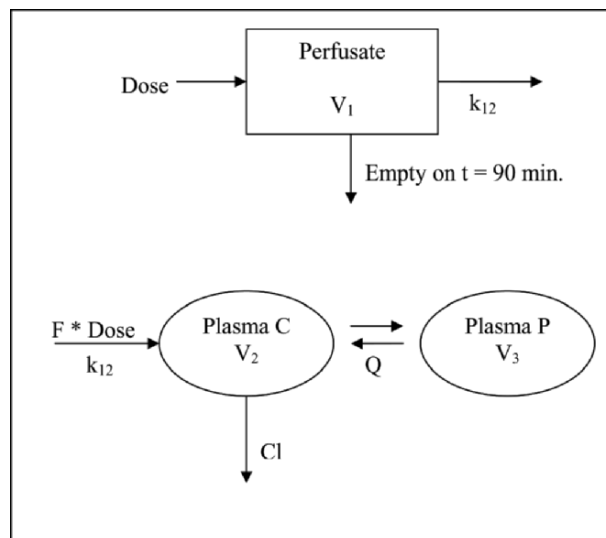 Perfusate
Dose
V1
k12
Empty on t = 90 min.
F * Dose
k12
Plasma C
V2
Plasma P
V3
Q
Cl